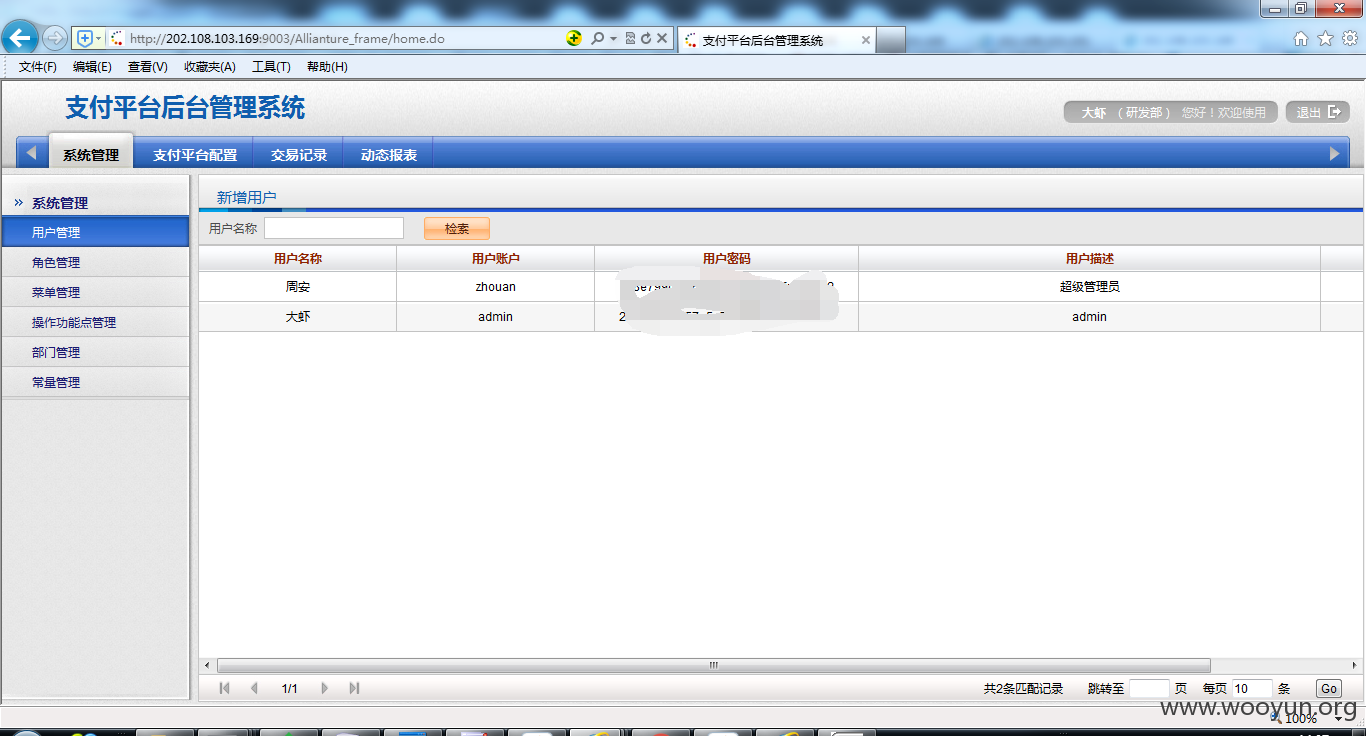 http://202.108.103.169:9003/Allianture_frame/home.do
支付平台后台管理系统
文件(F) 编辑(E) 查看(V) 收藏夹(A) 工具(T) 帮助(H)
支付平台后台管理系统
大虾 （ 研发部 ） 您好！欢迎使用 退出
系统管理 支付平台配置 交易记录 动态报表
系统管理
用户管理
角色管理
菜单管理
操作功能点管理
部门管理
常量管理
新增用户
用户名称 检索
用户名称 用户账户 用户密码 用户描述
周安 zhouan 超级管理员
大虾 admin admin
1/1 共2条匹配记录 跳转至 页 每页 10 条 Go
www.wooyun.org
100%